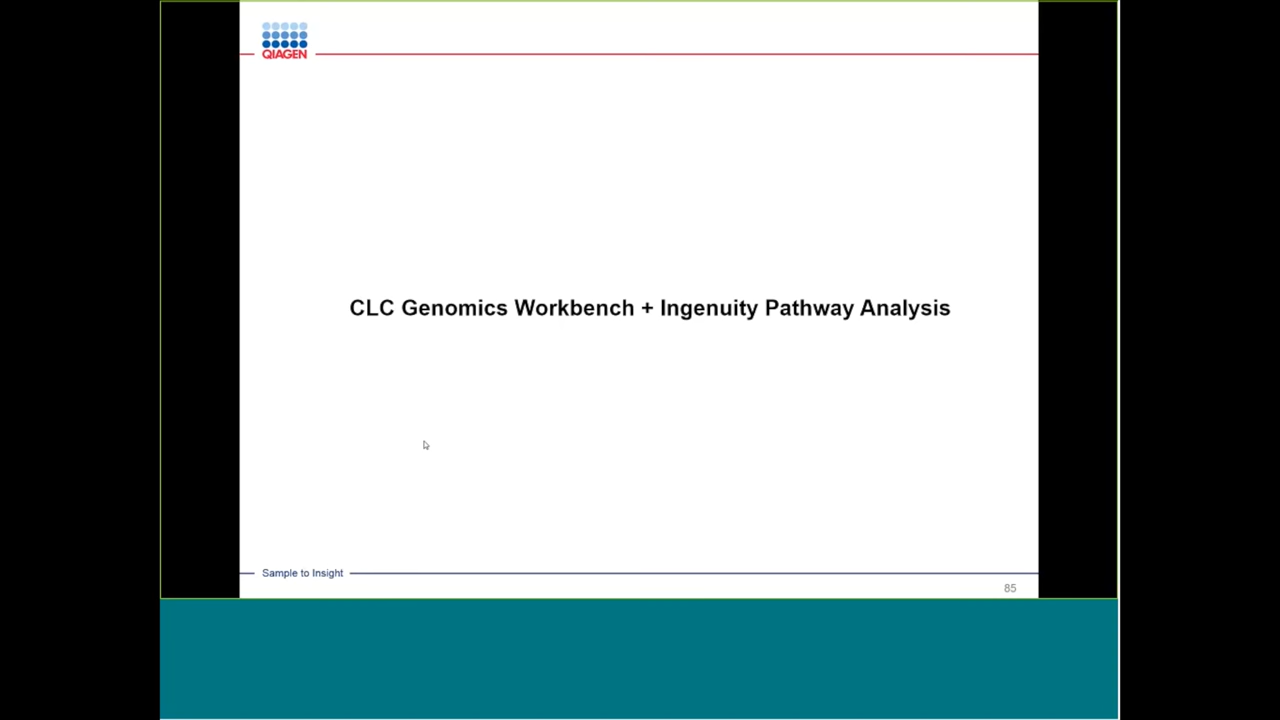 QIAGEN
CLC Genomics Workbench + Ingenuity Pathway Analysis
Sample to Insight
85